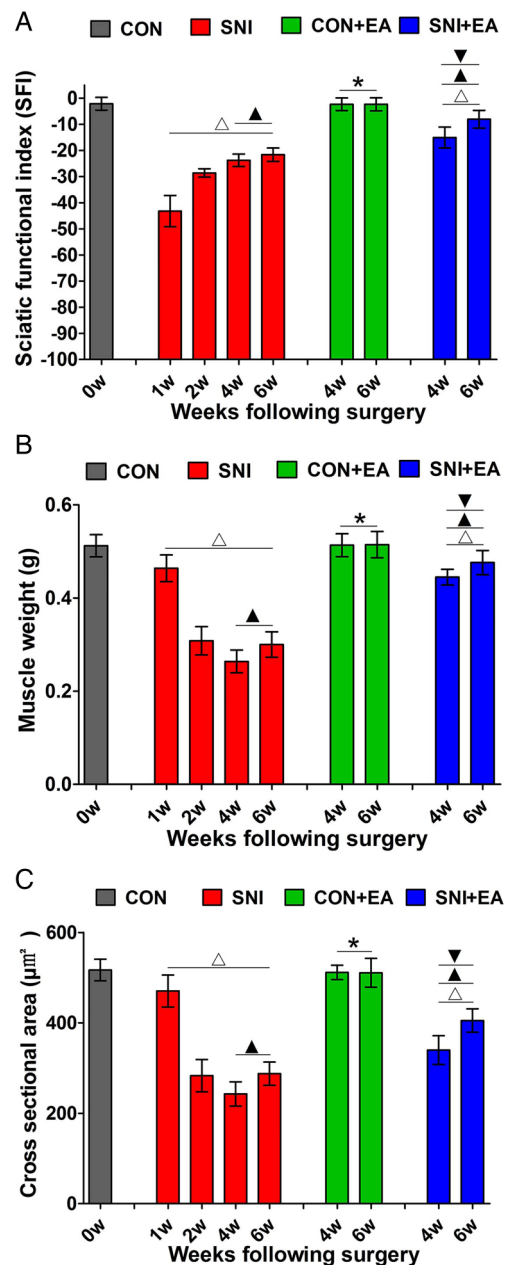 A
CON SNI CON+EA SNI+EA
Sciatic functional index (SFI)
0
-10
-20
-30
-40
-50
-60
-70
-80
-90
-100
△ ▲ * ▼ ▲ △
0w 1w 2w 4w 6w 4w 6w 4w 6w
Weeks following surgery
B
CON SNI CON+EA SNI+EA
Muscle weight (g)
0.6
0.4
0.2
0.0
△ ▲ * ▼ ▲ △
0w 1w 2w 4w 6w 4w 6w 4w 6w
Weeks following surgery
C
CON SNI CON+EA SNI+EA
Cross sectional area (μm²)
600
400
200
0
△ ▲ * ▼ ▲ △
0w 1w 2w 4w 6w 4w 6w 4w 6w
Weeks following surgery